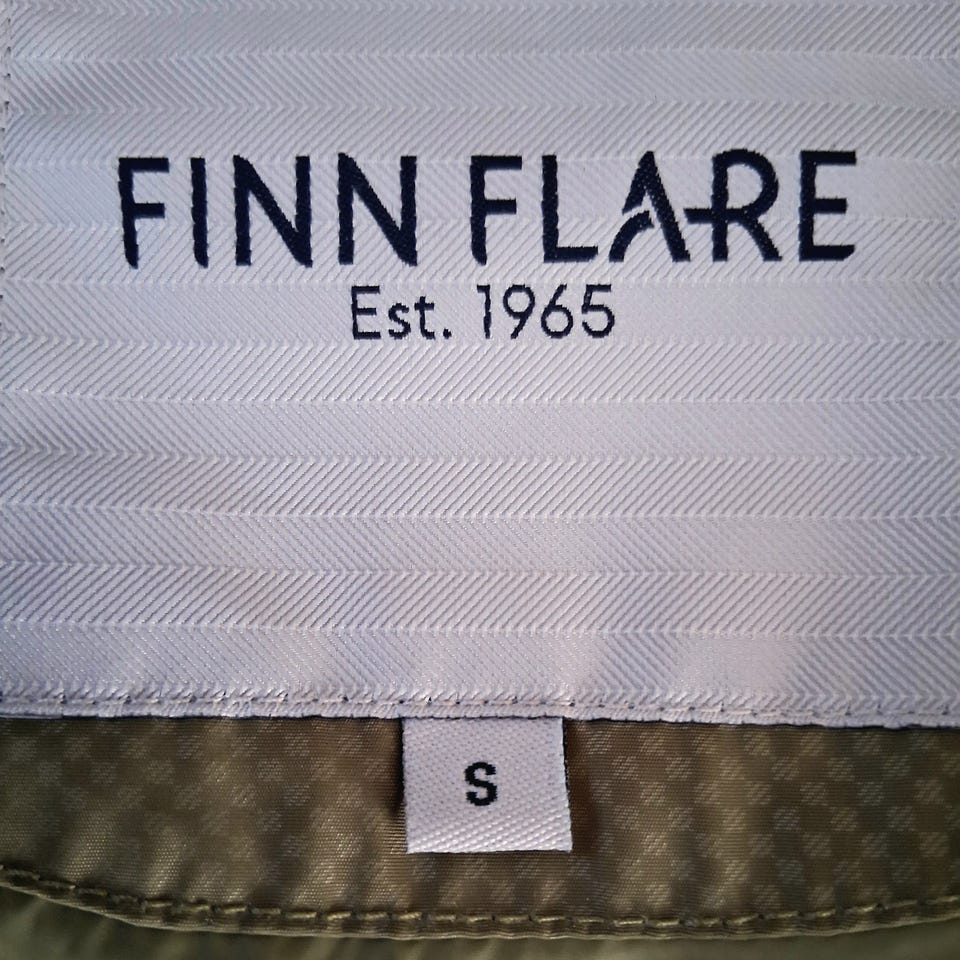 FINN FLARE
Est. 1965
S